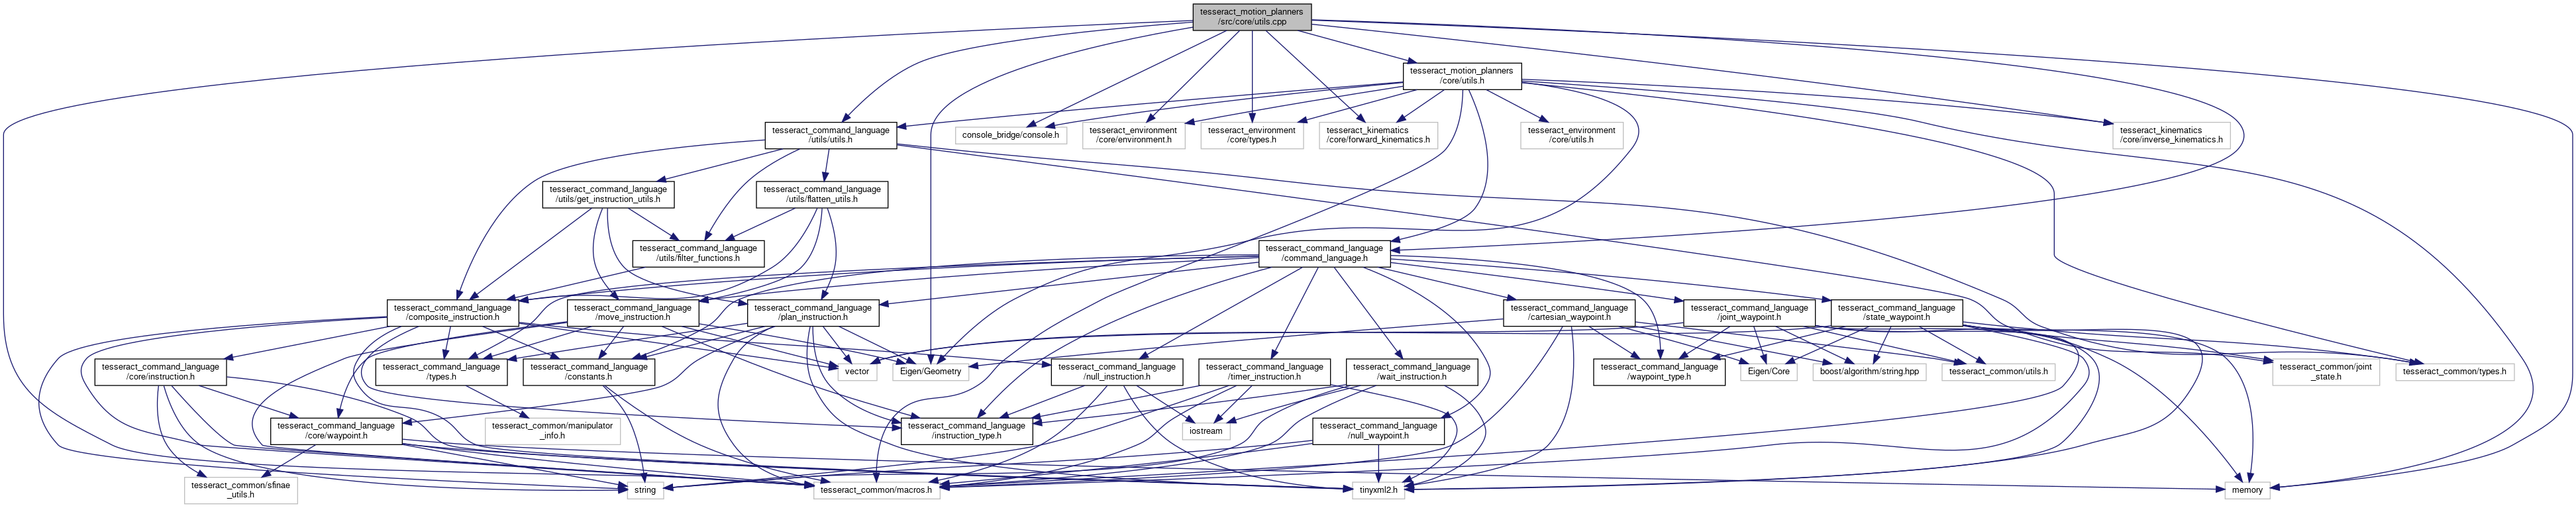 tesseract_motion_planners
/src/core/utils.cpp
tesseract_motion_planners
/core/utils.h
tesseract_command_language
/utils/utils.h
console_bridge/console.h
tesseract_environment
/core/environment.h
tesseract_environment
/core/types.h
tesseract_kinematics
/core/forward_kinematics.h
tesseract_environment
/core/utils.h
tesseract_kinematics
/core/inverse_kinematics.h
tesseract_command_language
/utils/get_instruction_utils.h
tesseract_command_language
/utils/flatten_utils.h
tesseract_command_language
/utils/filter_functions.h
tesseract_command_language
/command_language.h
tesseract_command_language
/composite_instruction.h
tesseract_command_language
/move_instruction.h
tesseract_command_language
/plan_instruction.h
tesseract_command_language
/cartesian_waypoint.h
tesseract_command_language
/joint_waypoint.h
tesseract_command_language
/state_waypoint.h
tesseract_command_language
/core/instruction.h
tesseract_command_language
/types.h
tesseract_command_language
/constants.h
vector
Eigen/Geometry
tesseract_command_language
/null_instruction.h
tesseract_command_language
/timer_instruction.h
tesseract_command_language
/wait_instruction.h
tesseract_command_language
/waypoint_type.h
Eigen/Core
boost/algorithm/string.hpp
tesseract_common/utils.h
tesseract_common/joint
_state.h
tesseract_common/types.h
tesseract_command_language
/core/waypoint.h
tesseract_common/manipulator
_info.h
tesseract_command_language
/instruction_type.h
iostream
tesseract_command_language
/null_waypoint.h
tesseract_common/sfinae
_utils.h
string
tesseract_common/macros.h
tinyxml2.h
memory